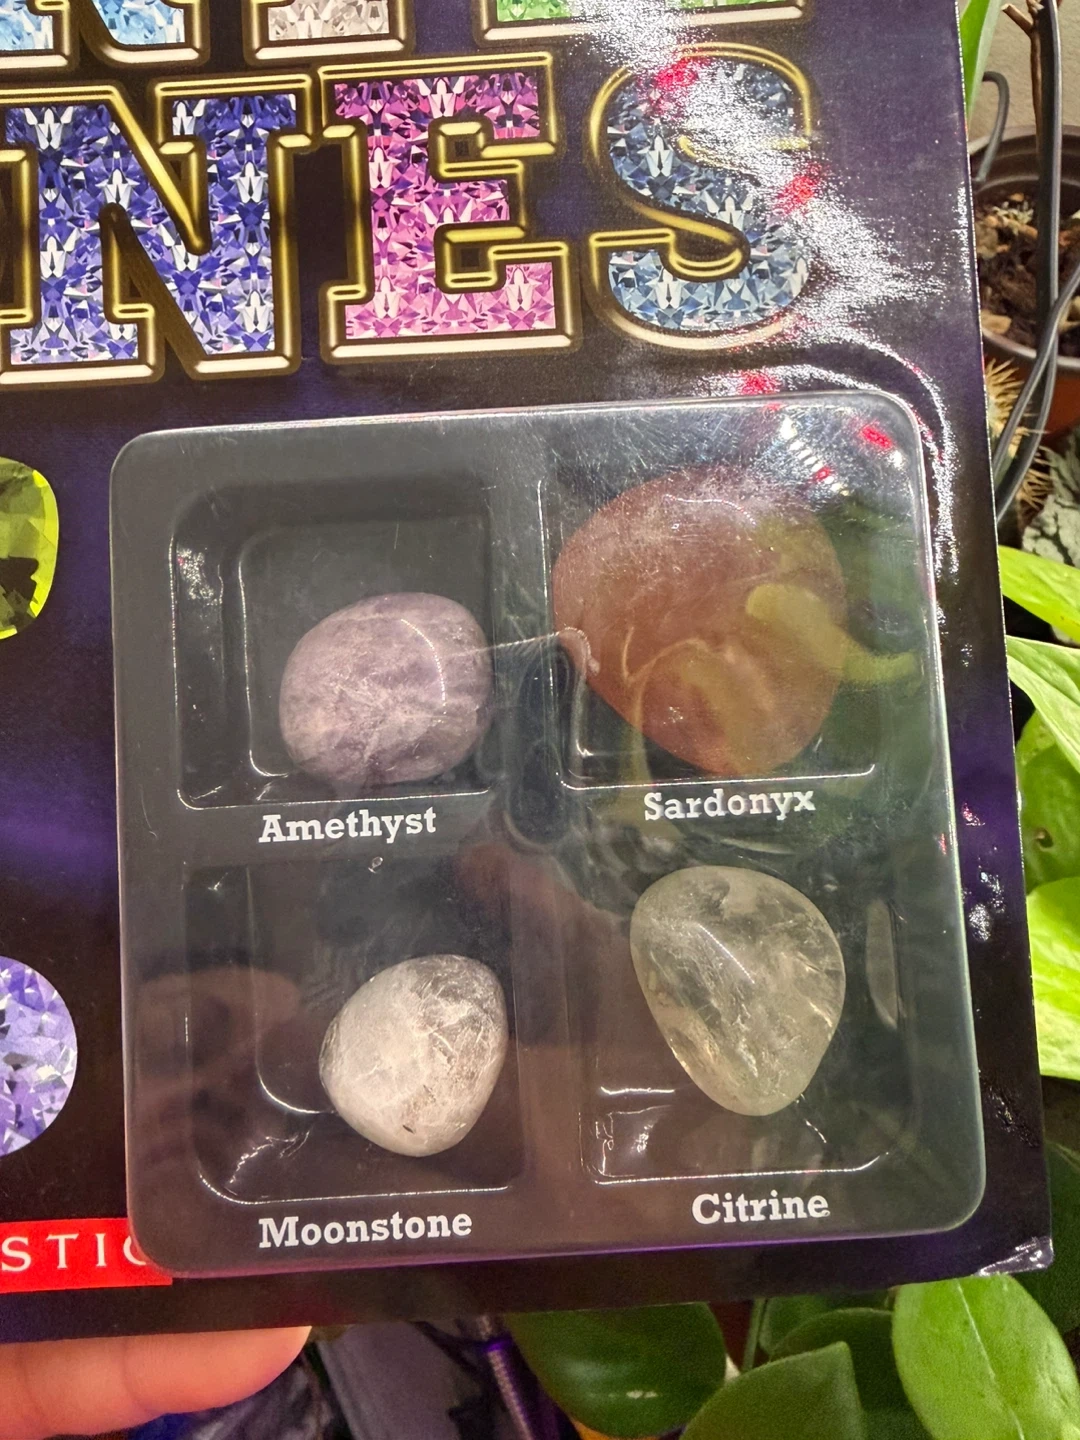 NES
Amethyst
Sardonyx
Moonstone
Citrine
STIC